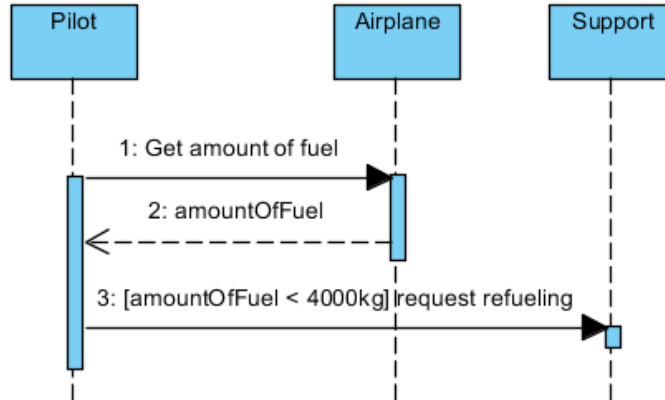 Pilot
Airplane
Support
1: Get amount of fuel
2: amountOfFuel
3: [amountOfFuel < 4000kg] request refueling